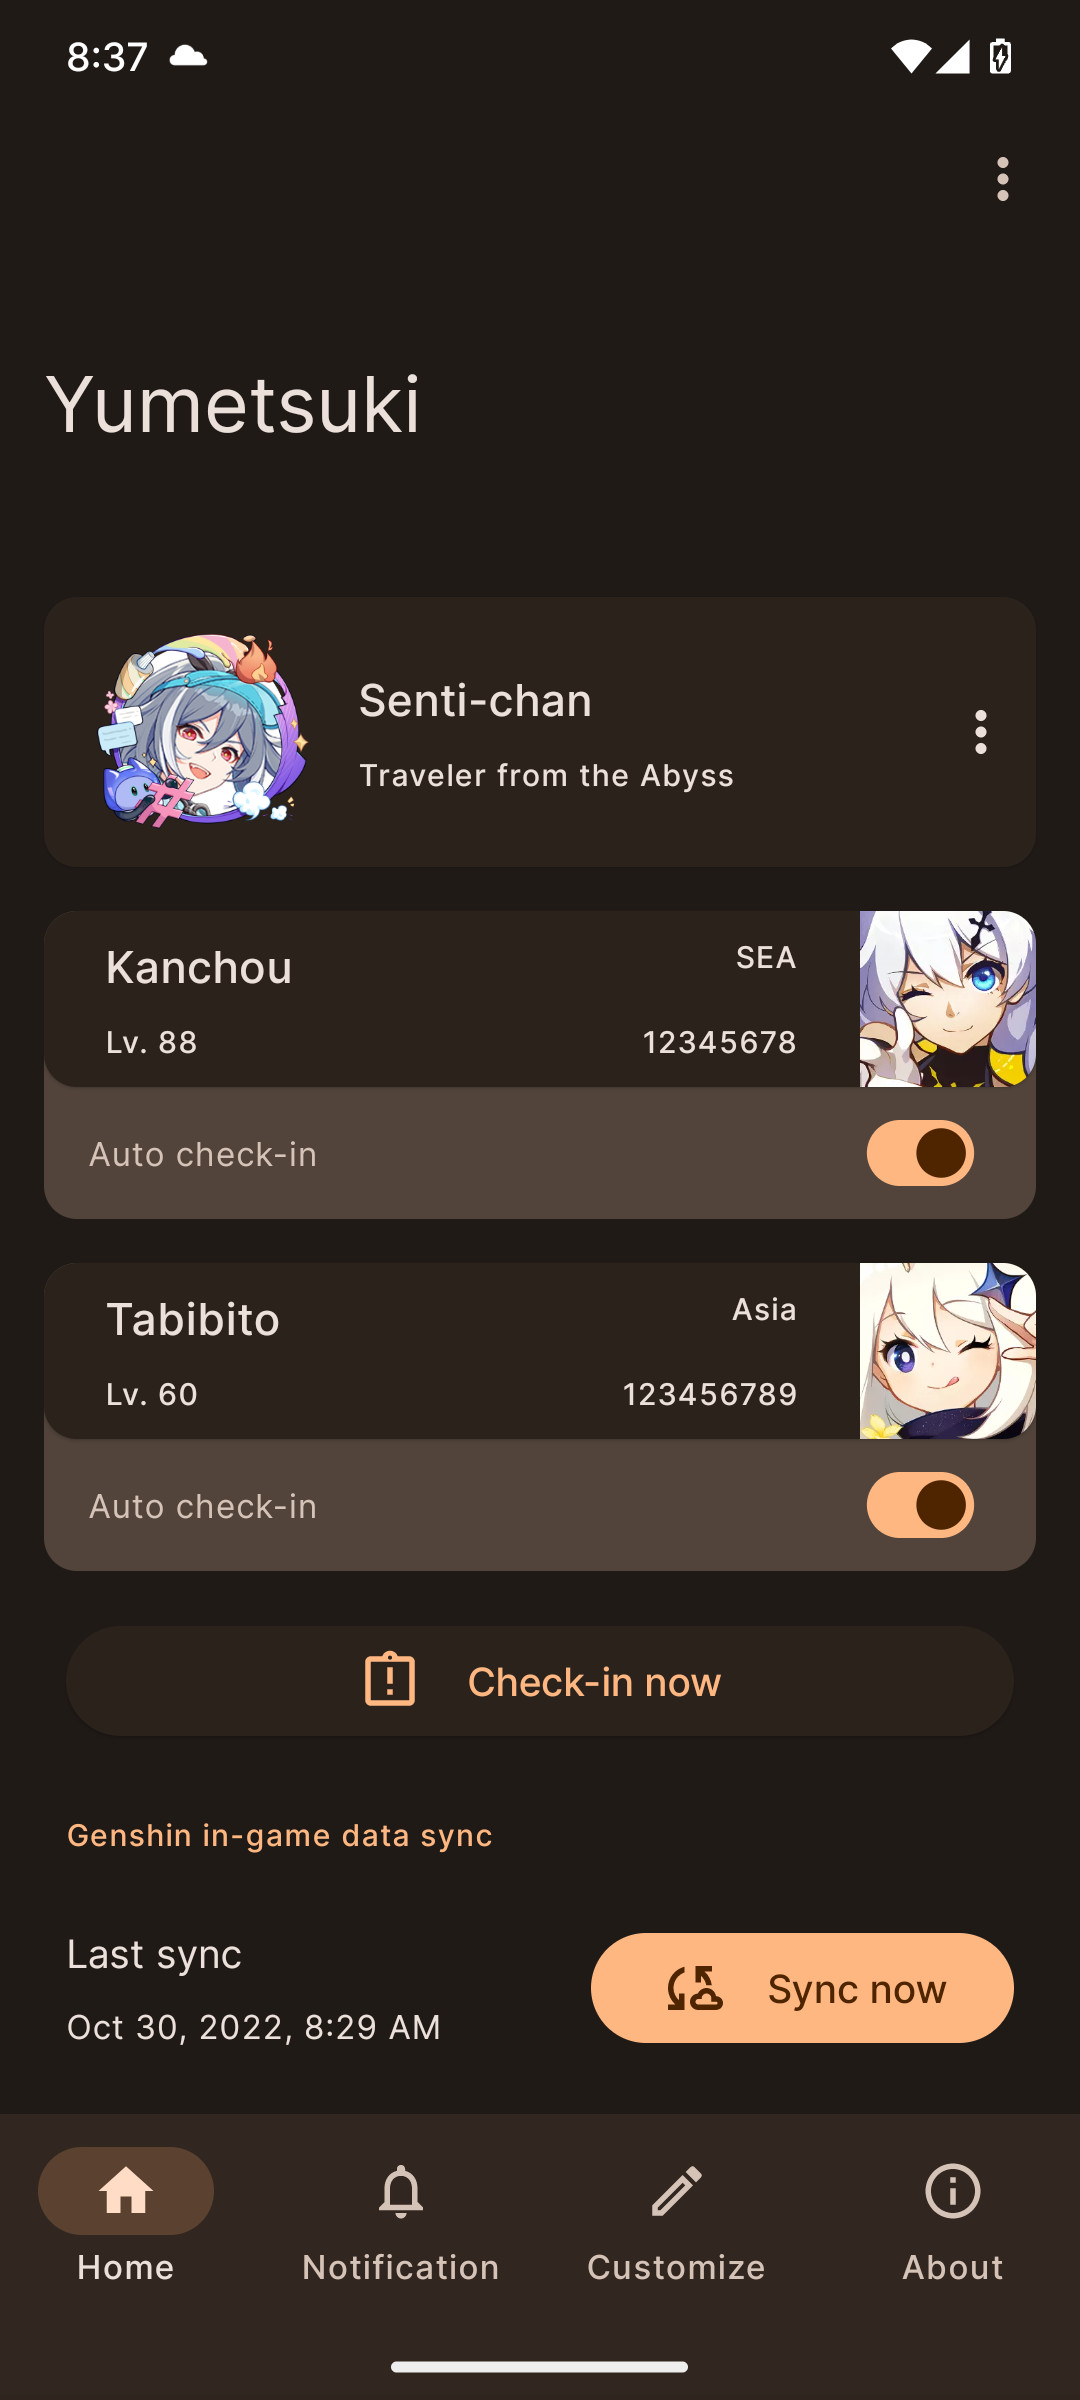 8:37
Yumetsuki
Senti-chan
Traveler from the Abyss
Kanchou
SEA
Lv. 88
12345678
Auto check-in
Tabibito
Asia
Lv. 60
123456789
Auto check-in
Check-in now
Genshin in-game data sync
Last sync
Oct 30, 2022, 8:29 AM
Sync now
Home
Notification
Customize
About